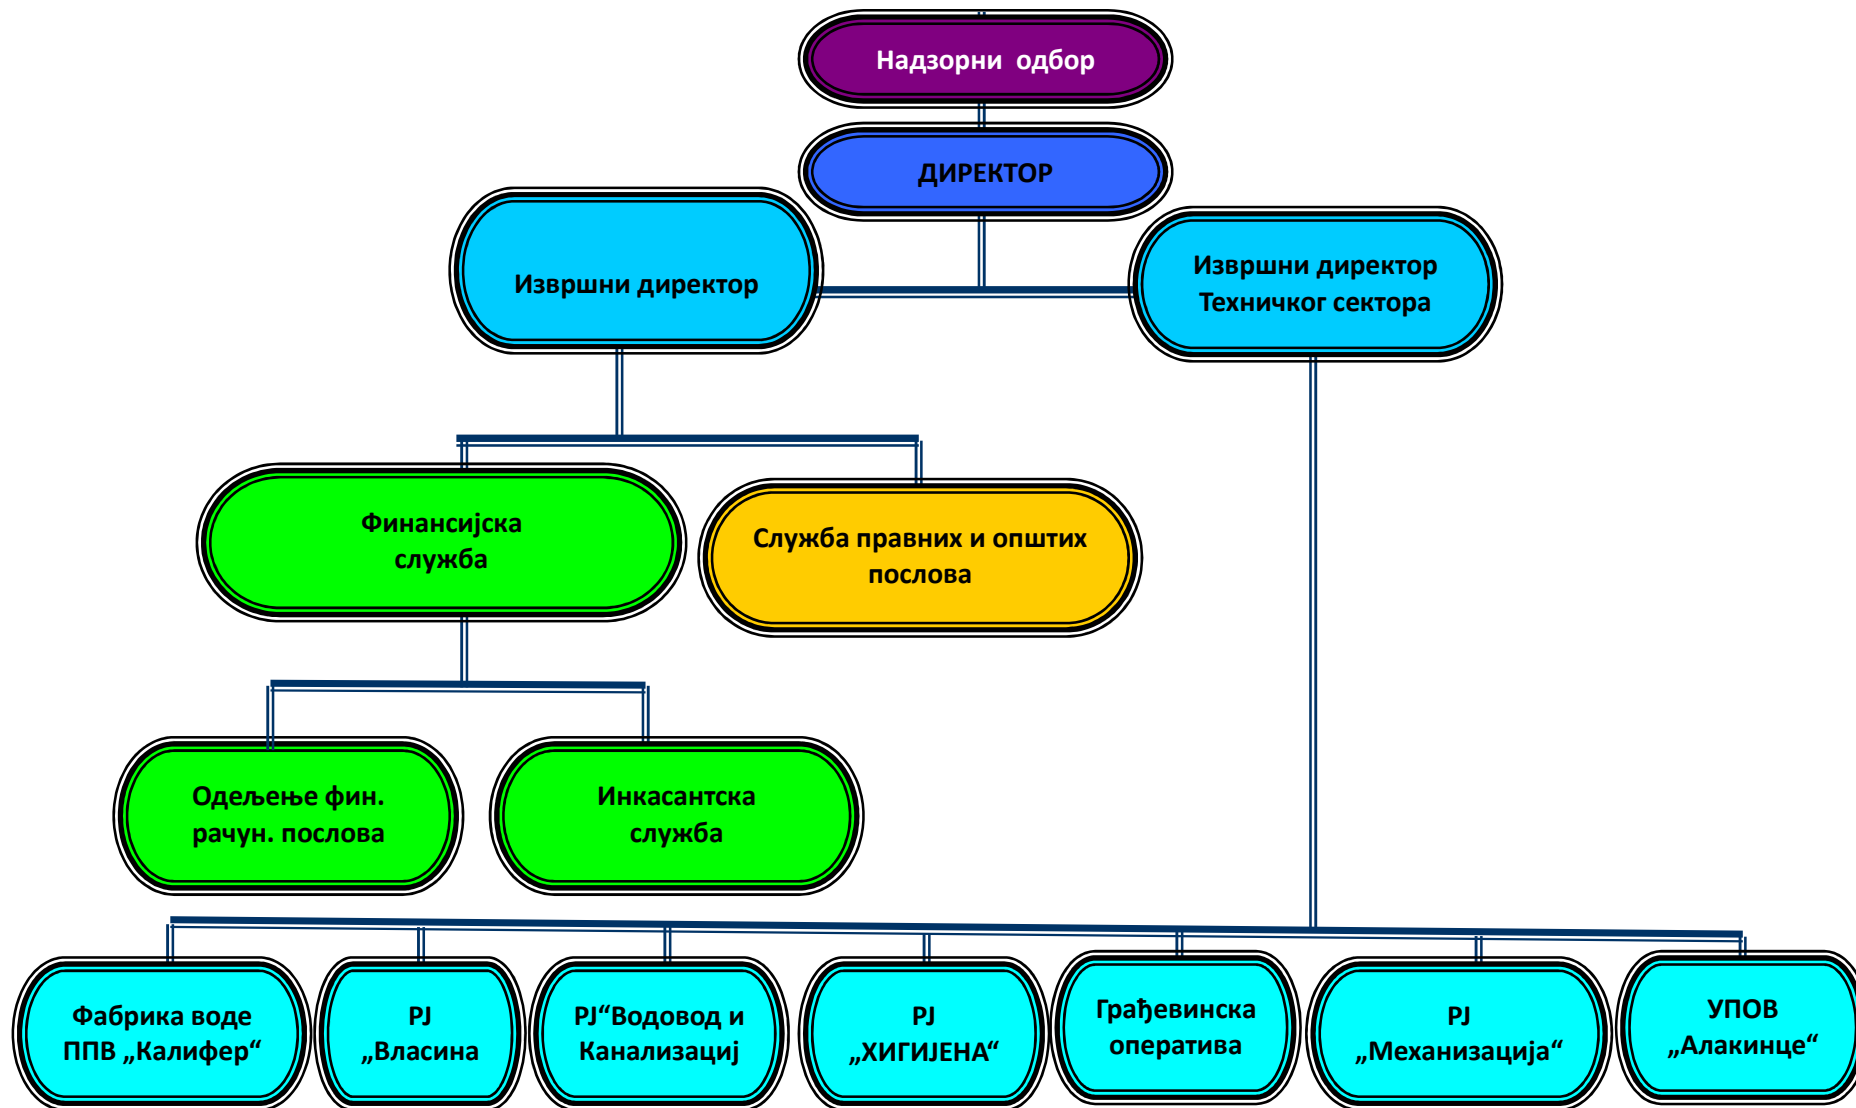 Надзорни  одбор
ДИРЕКТОР
Извршни директор
Извршни директор
Техничког сектора
Финансијска
служба
Служба правних и општих
послова
Одељење фин.
рачун. послова
Инкасантска
служба
Фабрика воде
ППВ „Калифер“
РЈ
„Власина
РЈ“Водовод и
Канализациј
РЈ
„ХИГИЈЕНА“
Грађевинска
оператива
РЈ
„Механизација“
УПОВ
„Алакинце“